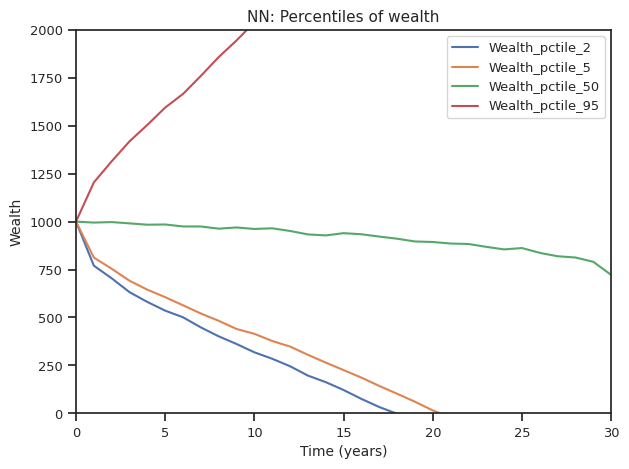 NN: Percentiles of wealth
Wealth_pctile_2
Wealth_pctile_5
Wealth_pctile_50
Wealth_pctile_95
Wealth
2000
1750
1500
1250
1000
750
500
250
0
0 5 10 15 20 25 30
Time (years)